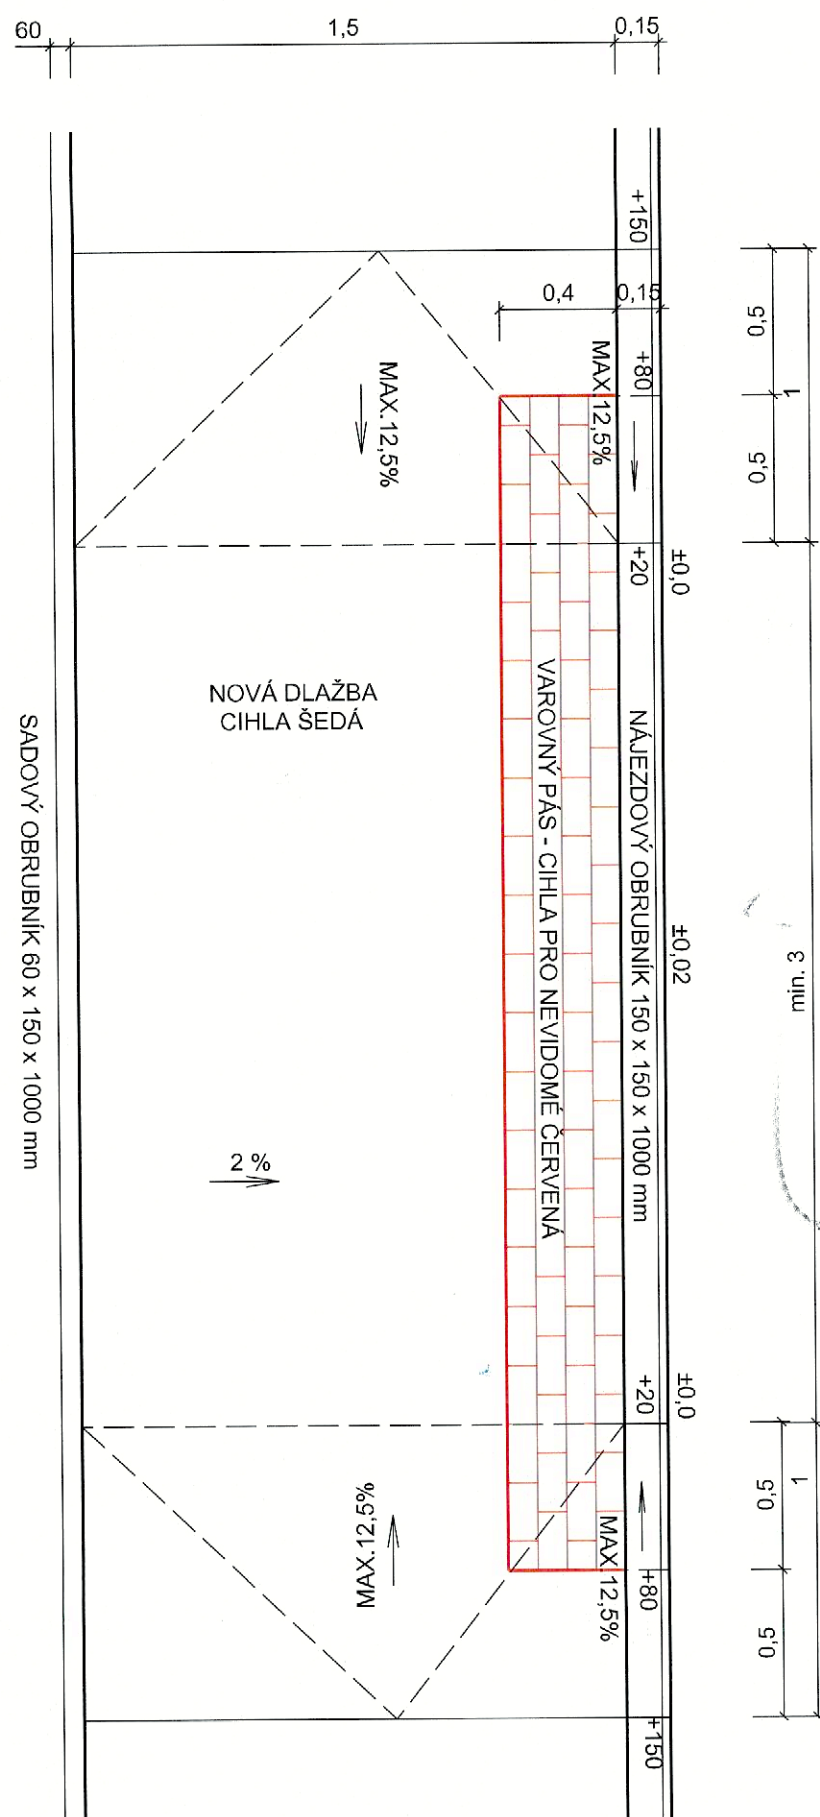 60
1,5
0,15
+150
0,4
0,15
0,5
0,5
1
+80
MAX.12,5%
MAX.12,5%
+20
±0,0
NOVÁ DLAŽBA
CIHLA ŠEDÁ
VAROVNÝ PÁS - CIHLA PRO NEVIDOMÉ ČERVENÁ
NÁJEZDOVÝ OBRUBNÍK 150 x 150 x 1000 mm
SADOVÝ OBRUBNÍK 60 x 150 x 1000 mm
±0,02
min. 3
2 %
+20
±0,0
MAX.12,5%
MAX.12,5%
+80
0,5
0,5
1
+150